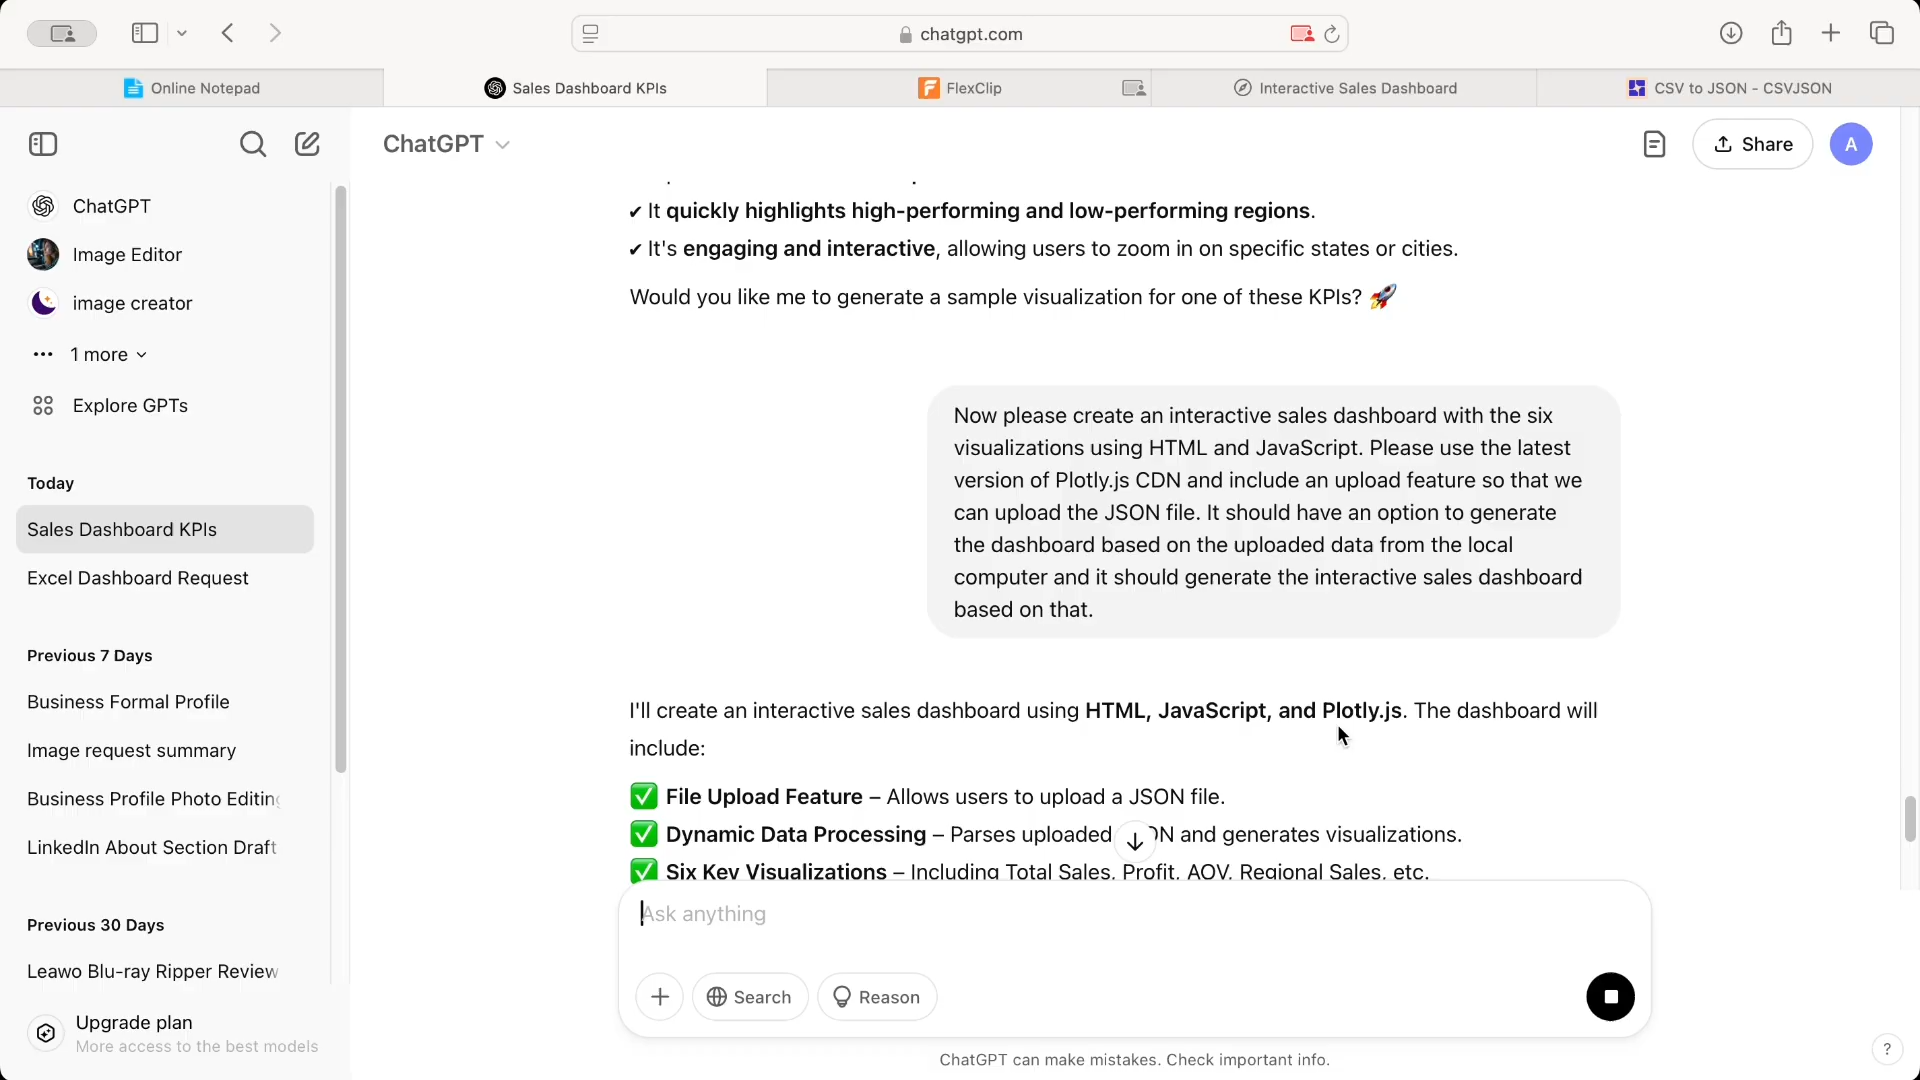 chatgpt.com
Online Notepad
Sales Dashboard KPIs
FlexClip
Interactive Sales Dashboard
CSV to JSON - CSVJSON
ChatGPT
Image Editor
image creator
1 more
Explore GPTs
Today
Sales Dashboard KPIs
Excel Dashboard Request
Previous 7 Days
Business Formal Profile
Image request summary
Business Profile Photo Editing
LinkedIn About Section Draft
Previous 30 Days
Leawo Blu-ray Ripper Review
Upgrade plan
More access to the best models
ChatGPT
Share
A
✔ It quickly highlights high-performing and low-performing regions.
✔ It's engaging and interactive, allowing users to zoom in on specific states or cities.
Would you like me to generate a sample visualization for one of these KPIs? 🚀
Now please create an interactive sales dashboard with the six
visualizations using HTML and JavaScript. Please use the latest
version of Plotly.js CDN and include an upload feature so that we
can upload the JSON file. It should have an option to generate
the dashboard based on the uploaded data from the local
computer and it should generate the interactive sales dashboard
based on that.
I'll create an interactive sales dashboard using HTML, JavaScript, and Plotly.js. The dashboard will
include:
✅ File Upload Feature – Allows users to upload a JSON file.
✅ Dynamic Data Processing – Parses uploaded ON and generates visualizations.
✅ Six Key Visualizations – Including Total Sales, Profit, AOV, Regional Sales, etc.
Ask anything
Search
Reason
ChatGPT can make mistakes. Check important info.
?